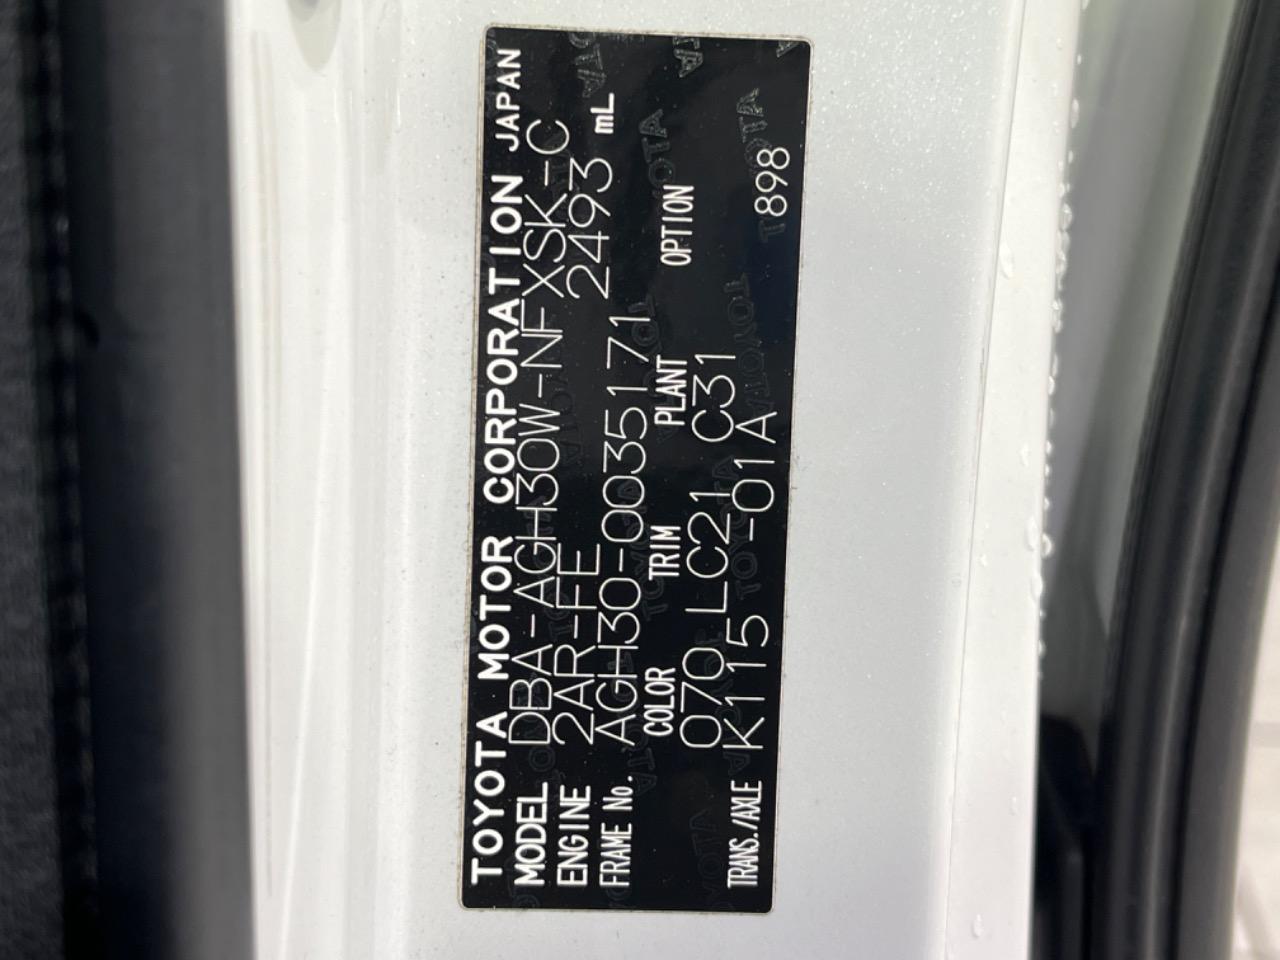 TOYOTA MOTOR CORPORATION JAPAN
MODEL DBA-AGH30W-NFXSK-C
ENGINE 2AR-FE 2493 mL
FRAME No. AGH30-0035171
COLOR TRIM PLANT OPTION
070 LC21 C31
TRANS./AXLE K115 -01A 898